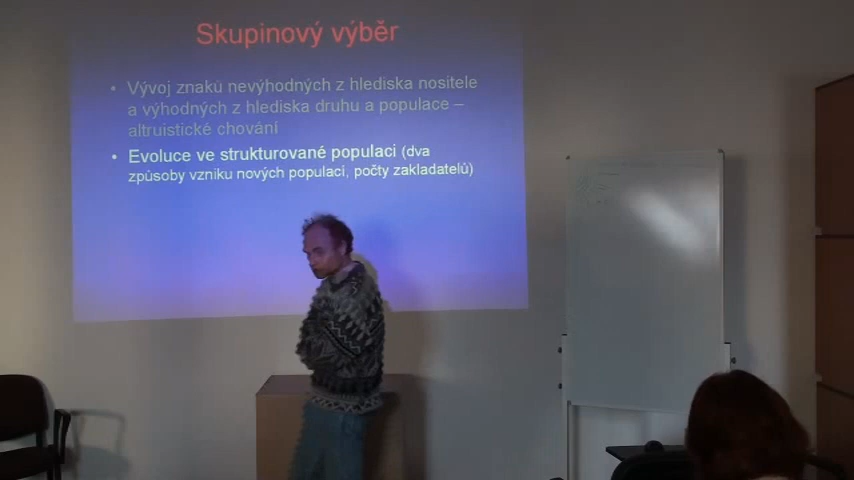 Skupinový výběr
• Vývoj znaků nevýhodných z hlediska nositele
a výhodných z hlediska druhu a populace –
altruistické chování
• Evoluce ve strukturované populaci (dva
způsoby vzniku nových populací, počty zakladatelů)